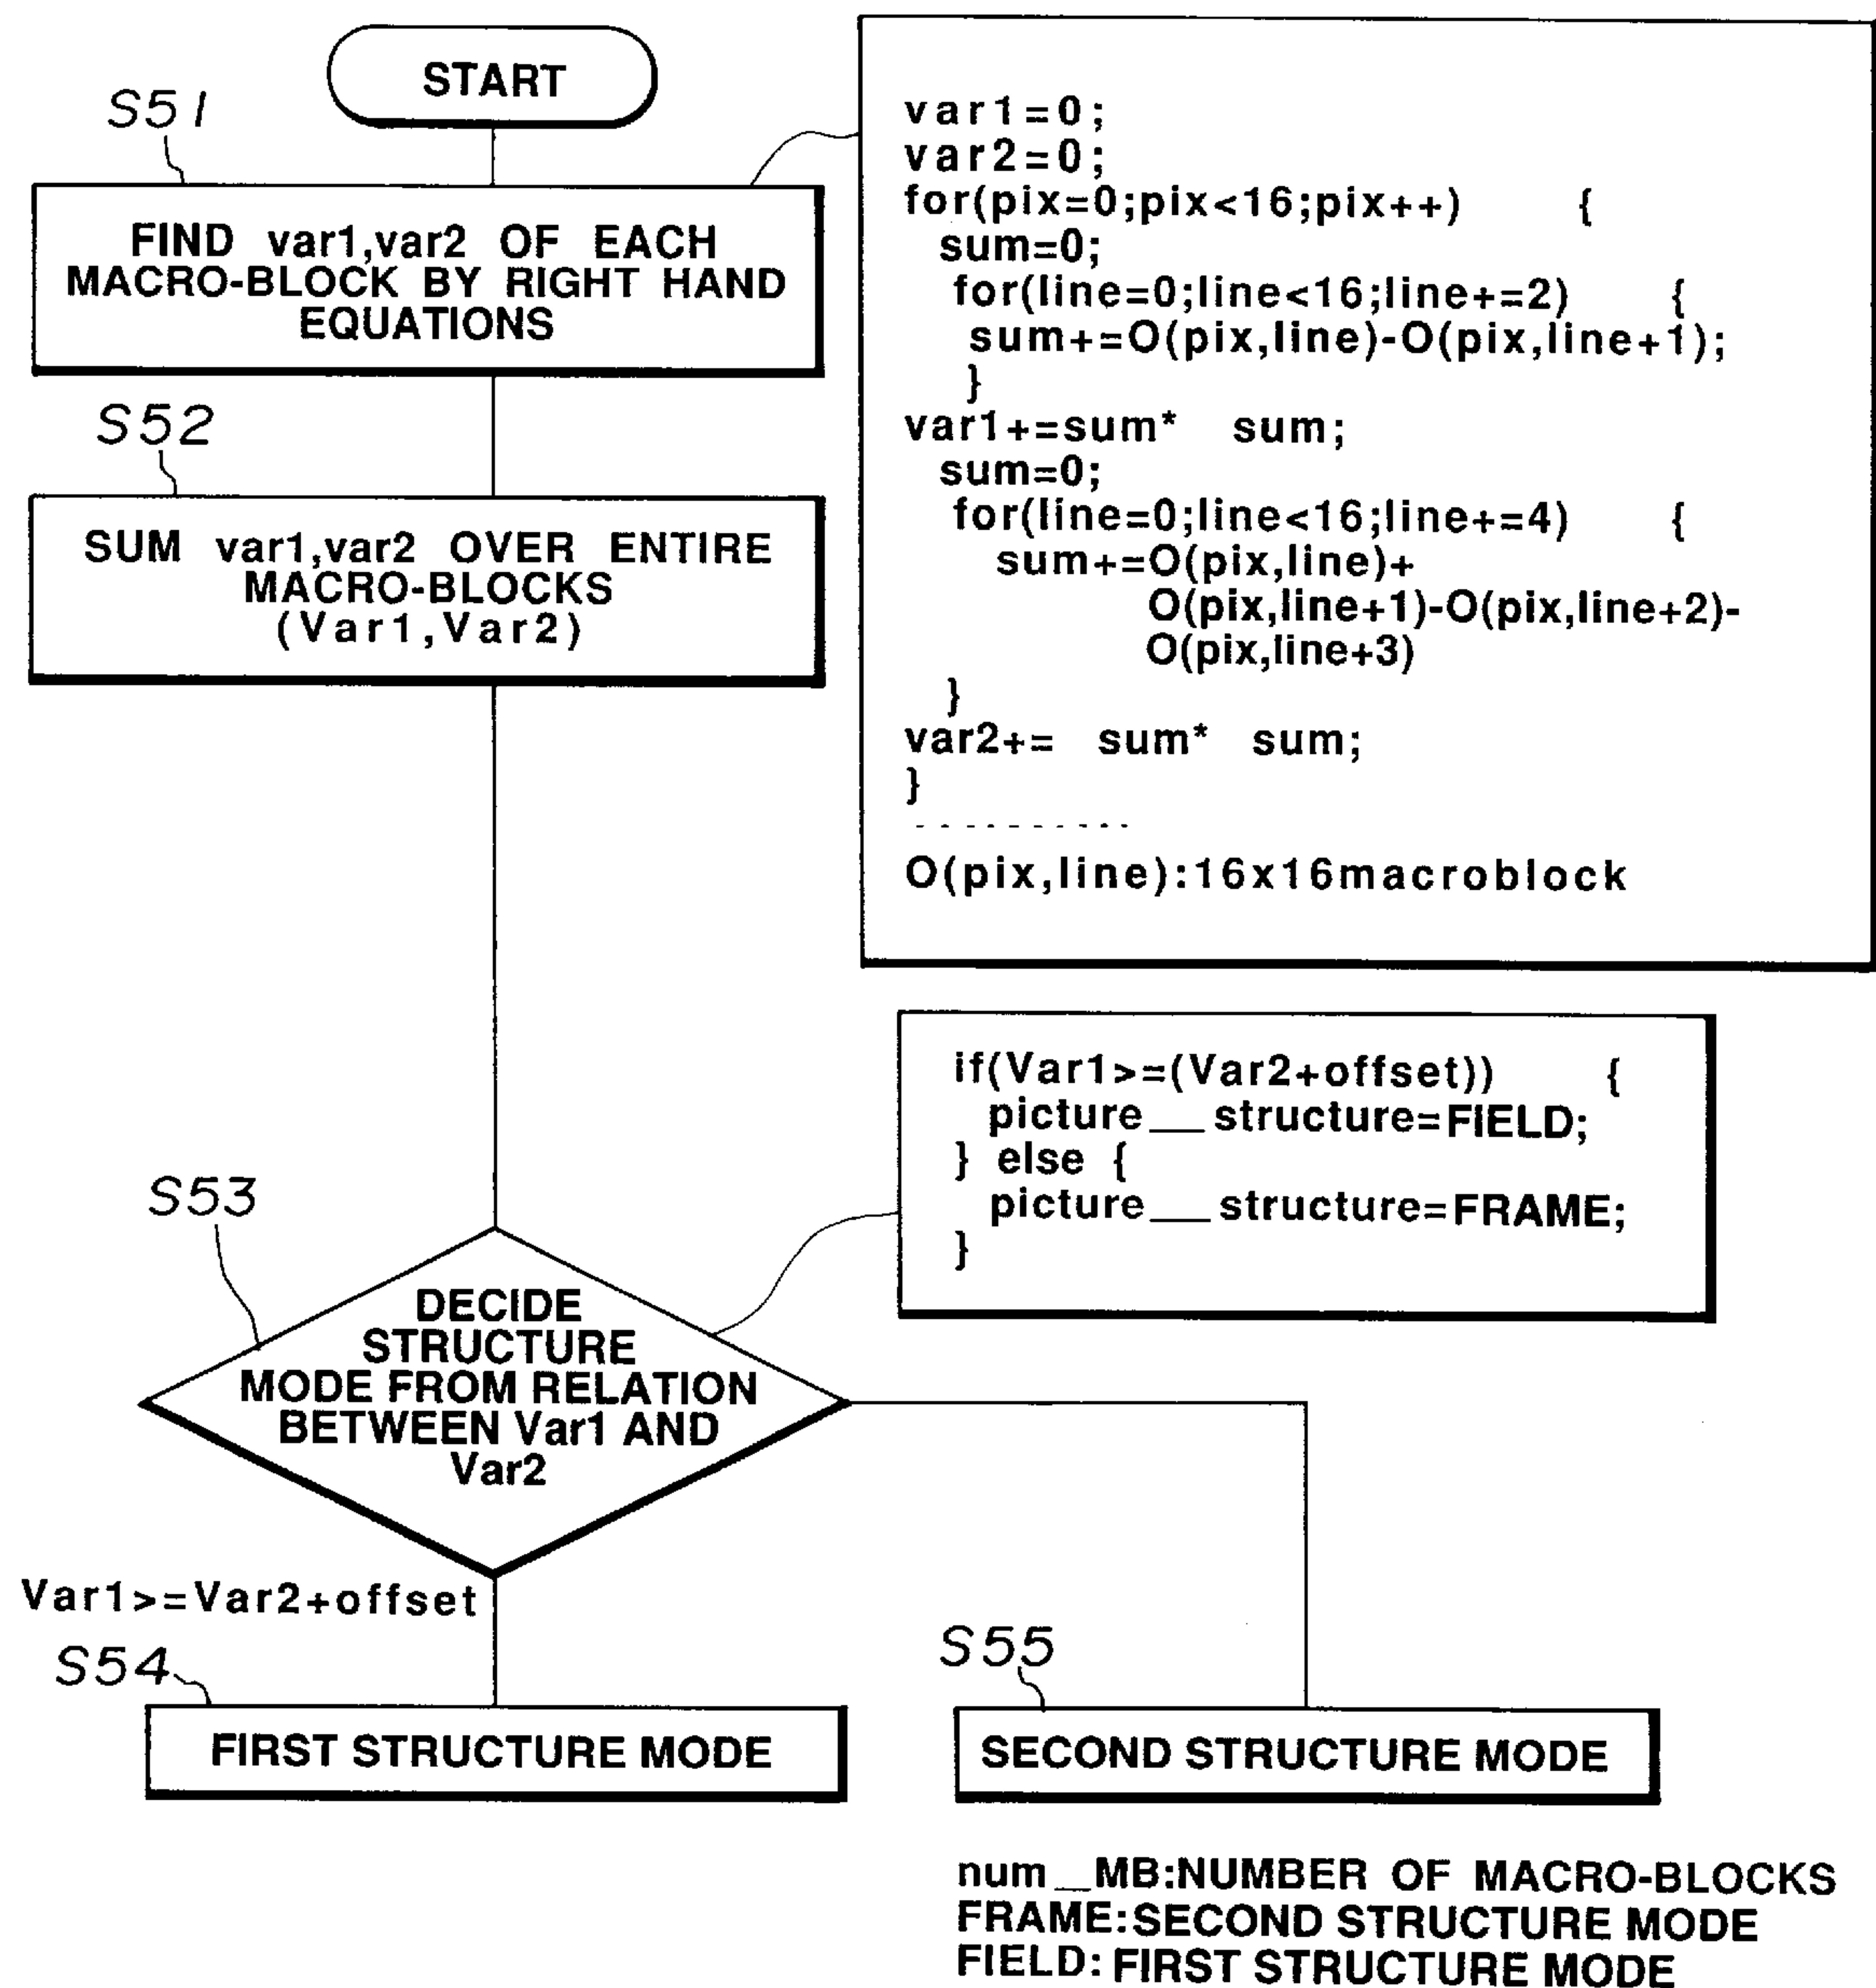 START
S51
FIND var1,var2 OF EACH
MACRO-BLOCK BY RIGHT HAND
EQUATIONS
var1=0;
var2=0;
for(pix=0;pix<16;pix++) {
sum=0;
for(line=0;line<16;line+=2) {
sum+=O(pix,line)-O(pix,line+1);
}
var1+=sum* sum;
sum=0;
for(line=0;line<16;line+=4) {
sum+=O(pix,line)+
O(pix,line+1)-O(pix,line+2)-
O(pix,line+3)
}
var2+= sum* sum;
}
- - - - - - - - - -
O(pix,line):16x16macroblock
S52
SUM var1,var2 OVER ENTIRE
MACRO-BLOCKS
(Var1,Var2)
S53
DECIDE
STRUCTURE
MODE FROM RELATION
BETWEEN Var1 AND
Var2
if(Var1>=(Var2+offset)) {
picture__structure=FIELD;
} else {
picture__structure=FRAME;
}
Var1>=Var2+offset
S54
FIRST STRUCTURE MODE
S55
SECOND STRUCTURE MODE
num_MB:NUMBER OF MACRO-BLOCKS
FRAME:SECOND STRUCTURE MODE
FIELD: FIRST STRUCTURE MODE